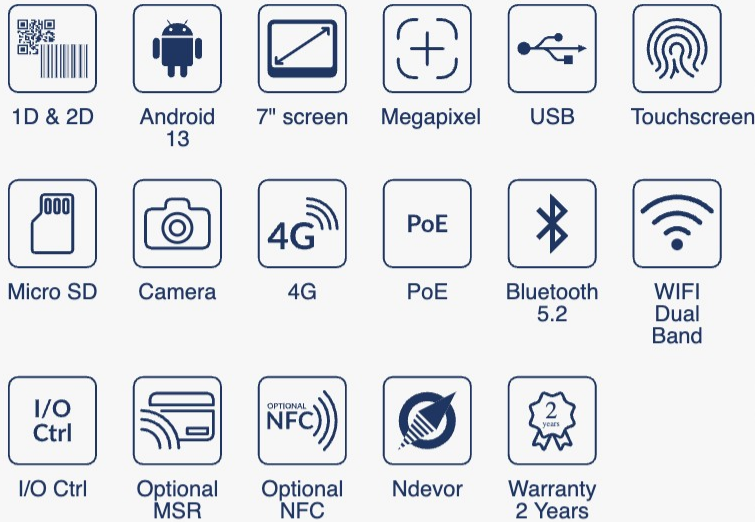 1D & 2D
Android
13
7" screen
Megapixel
USB
Touchscreen
4G
PoE
Micro SD
Camera
4G
PoE
Bluetooth
5.2
WIFI
Dual
Band
I/O
Ctrl
OPTIONAL
NFC
2
years
I/O Ctrl
Optional
MSR
Optional
NFC
Ndevor
Warranty
2 Years